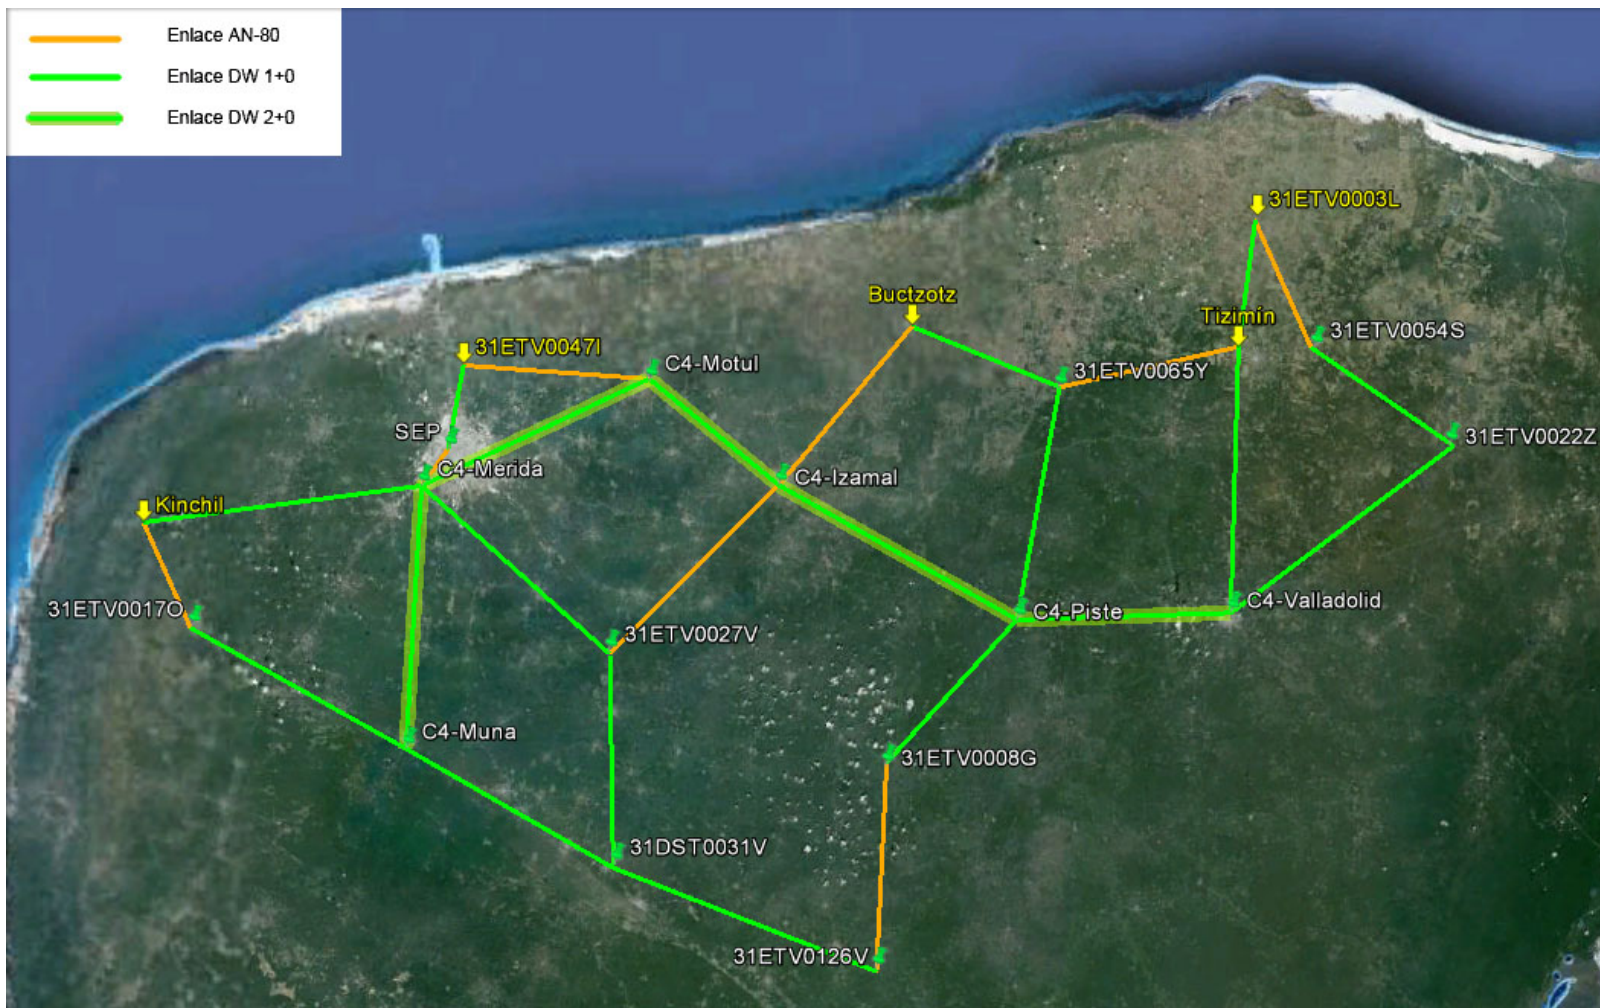 Enlace AN-80
Enlace DW 1+0
Enlace DW 2+0
31ETV0003L
Buctzotz
Tizimín
31ETV0054S
31ETV0047I
C4-Motul
31ETV0065Y
SEP
31ETV0022Z
C4-Merida
C4-Izamal
Kinchil
31ETV0017O
C4-Piste
C4-Valladolid
31ETV0027V
C4-Muna
31ETV0008G
31DST0031V
31ETV0126V